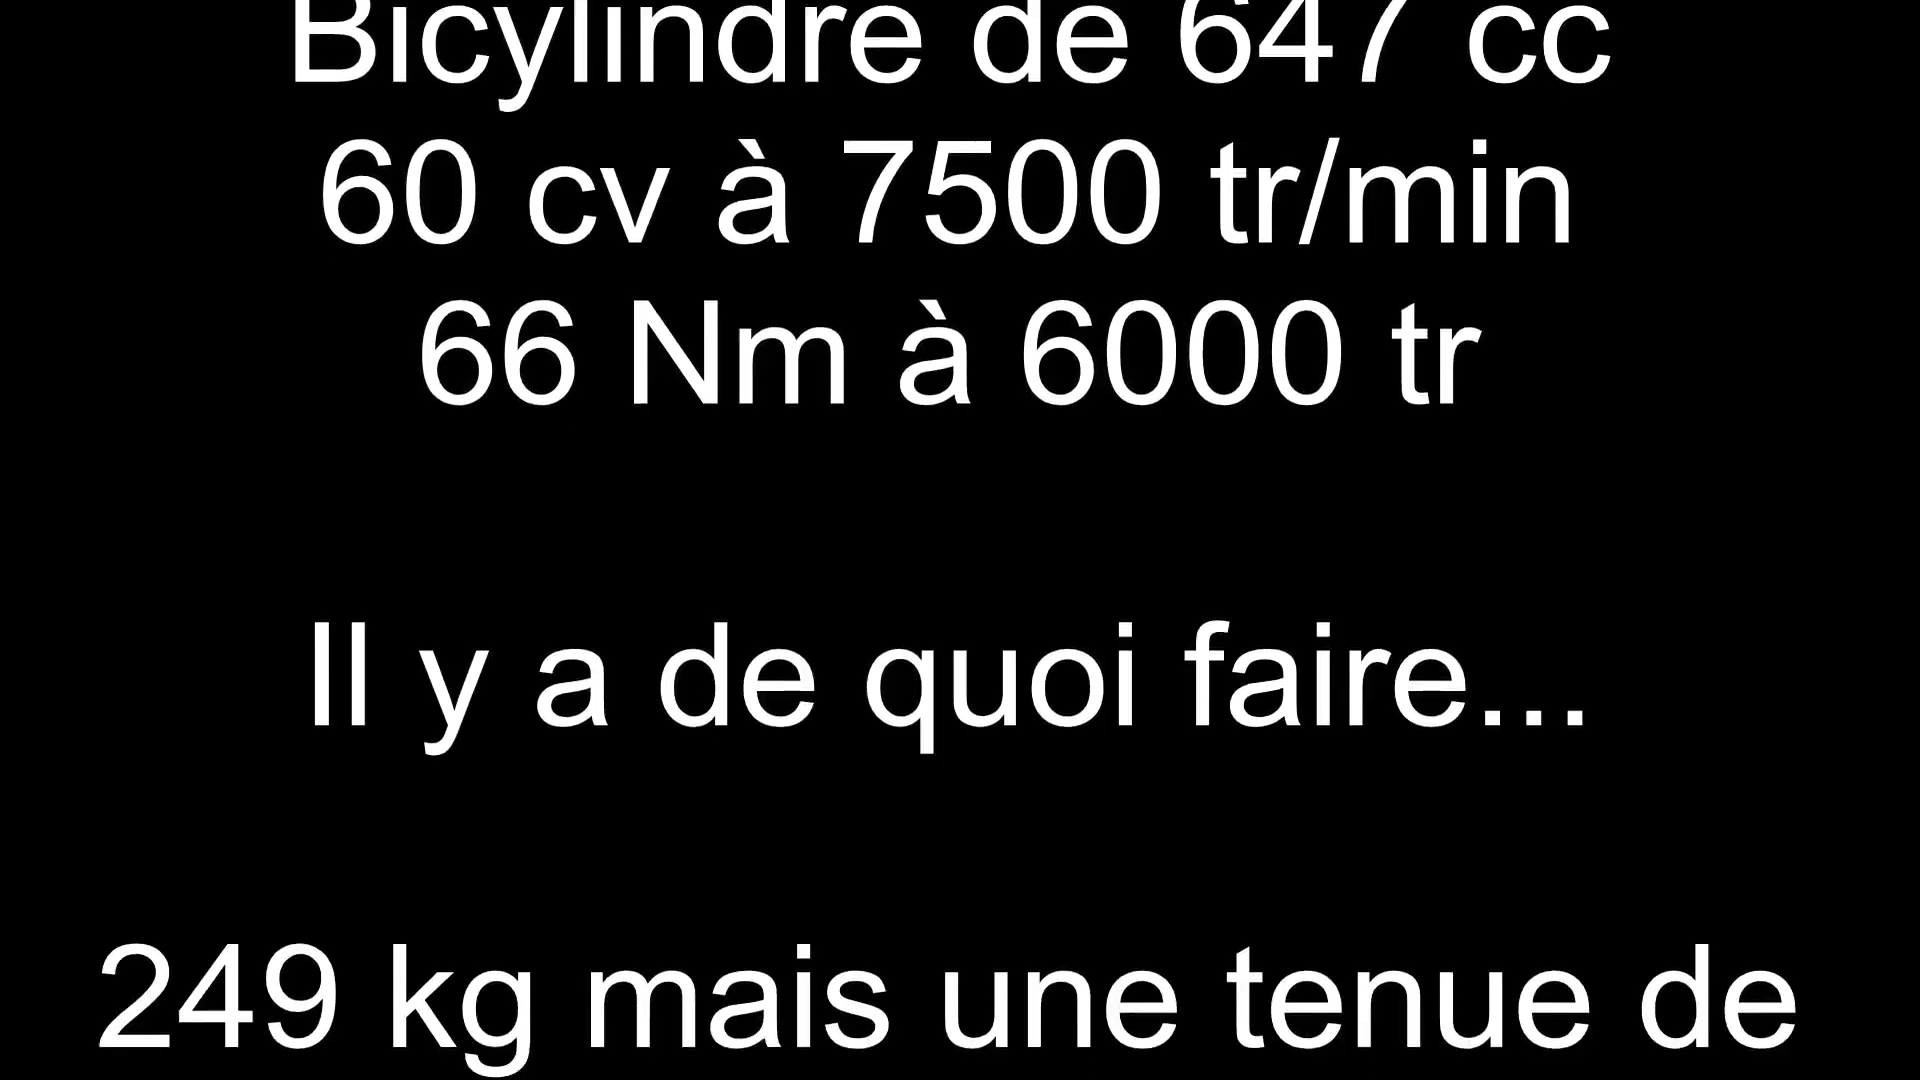 Bicylindre de 647 cc
60 cv à 7500 tr/min
66 Nm à 6000 tr
Il y a de quoi faire...
249 kg mais une tenue de